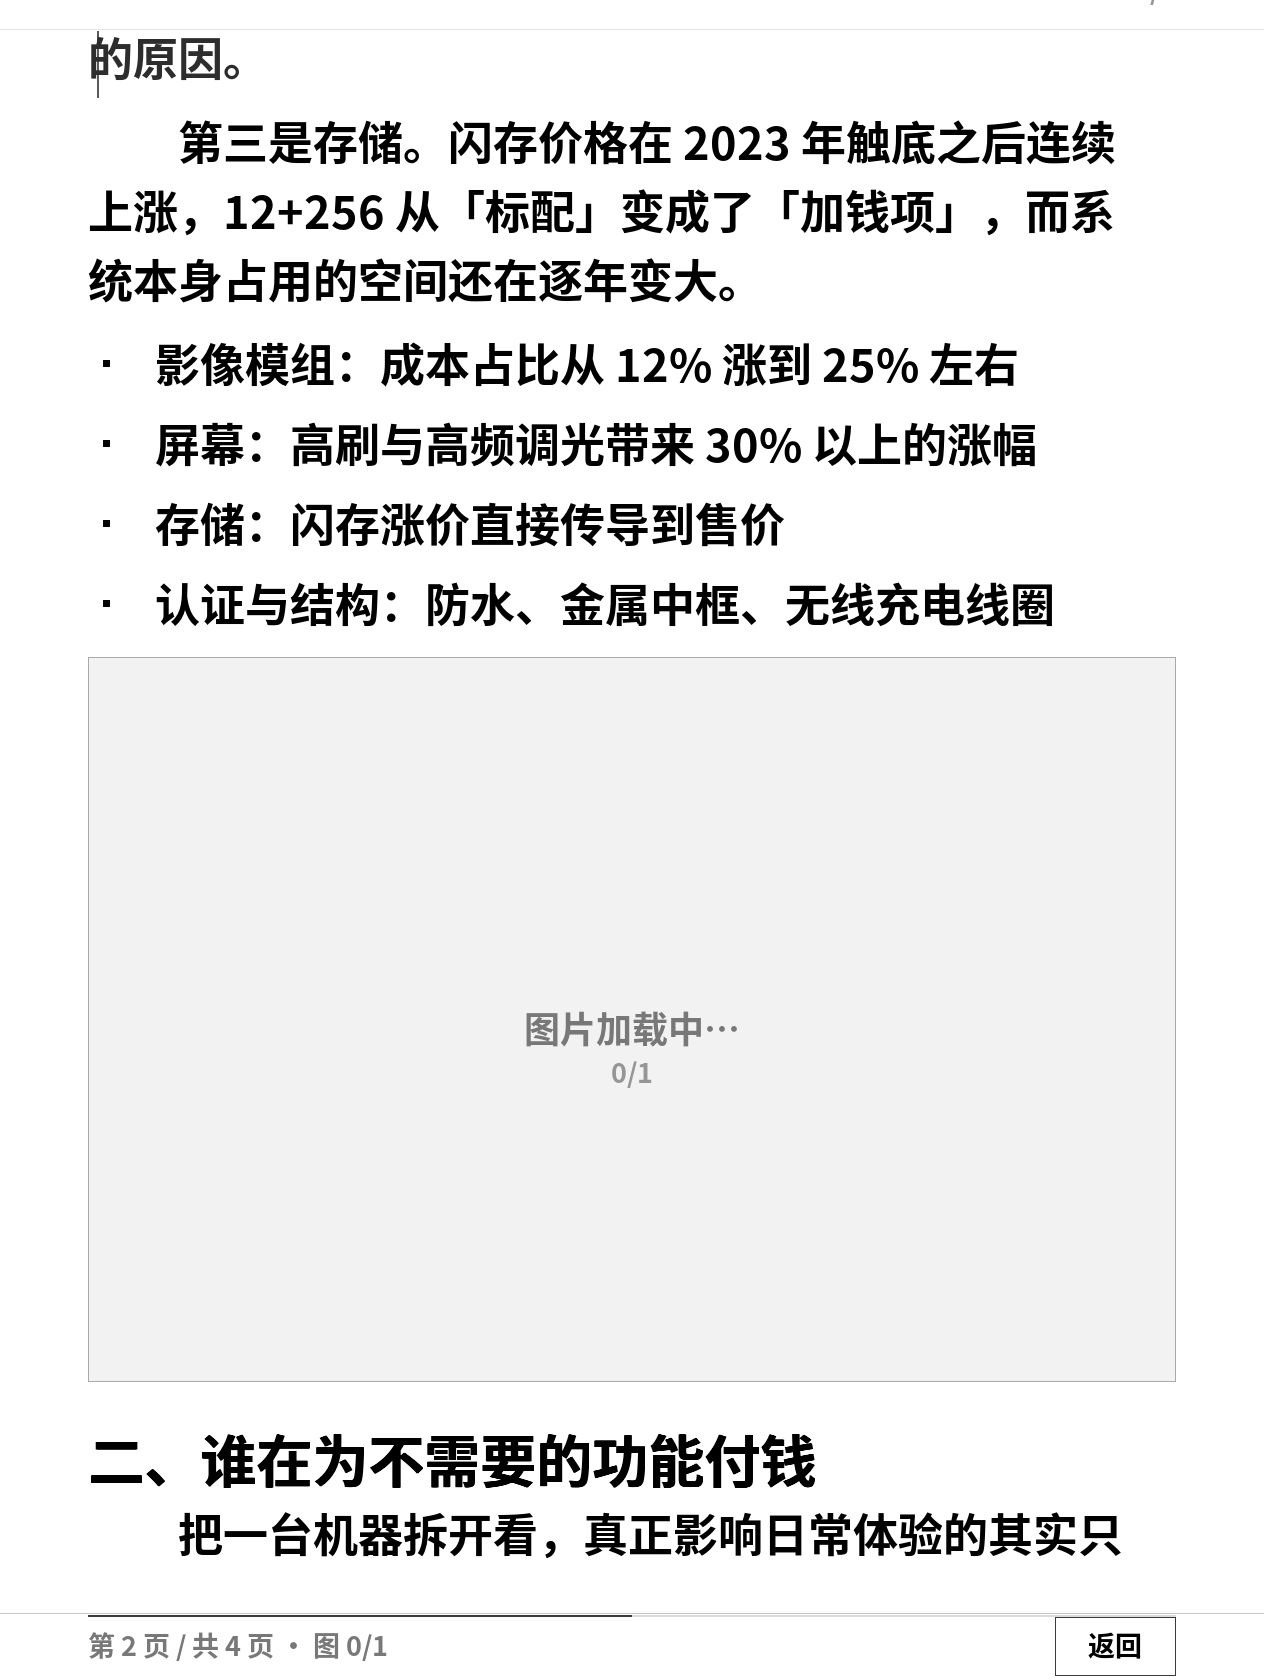 的原因。
第三是存储。闪存价格在 2023 年触底之后连续
上涨，12+256 从「标配」变成了「加钱项」，而系
统本身占用的空间还在逐年变大。
· 影像模组：成本占比从 12% 涨到 25% 左右
· 屏幕：高刷与高频调光带来 30% 以上的涨幅
· 存储：闪存涨价直接传导到售价
· 认证与结构：防水、金属中框、无线充电线圈
图片加载中…
0/1
二、谁在为不需要的功能付钱
把一台机器拆开看，真正影响日常体验的其实只
第 2 页 / 共 4 页 · 图 0/1
返回